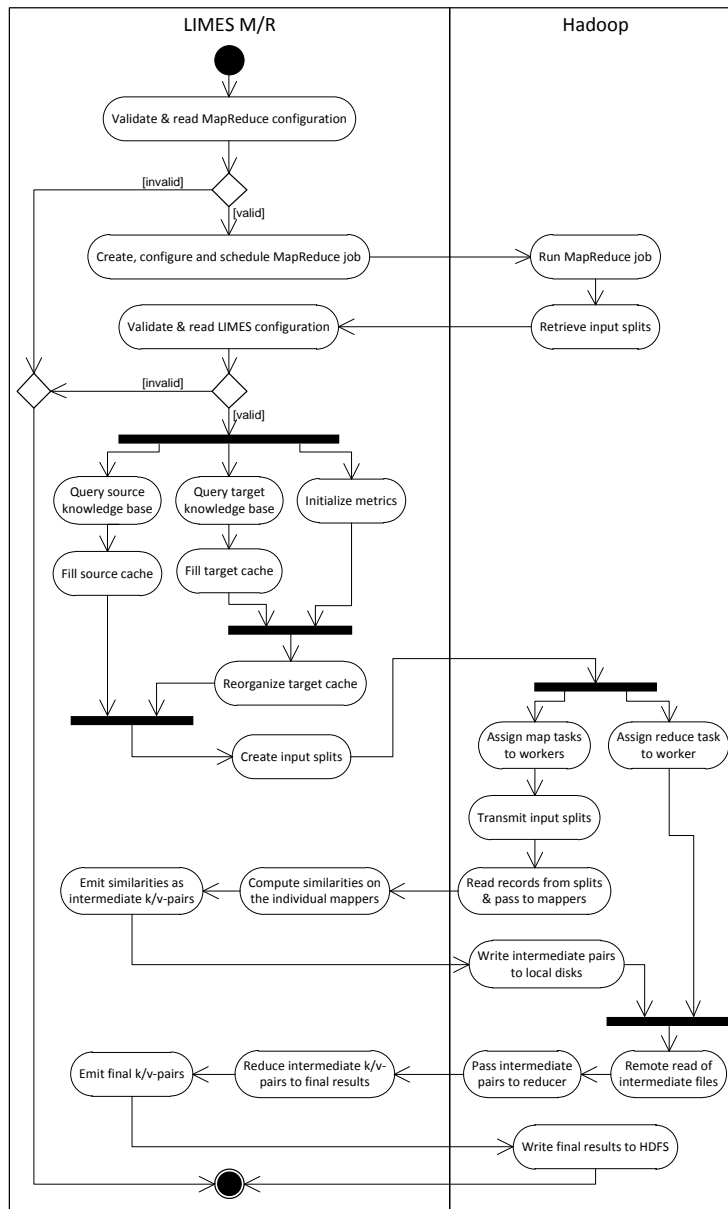 LIMES M/R
Hadoop
Validate & read MapReduce configuration
[invalid]
[valid]
Create, configure and schedule MapReduce job
Run MapReduce job
Validate & read LIMES configuration
Retrieve input splits
[invalid]
[valid]
Query source
knowledge base
Query target
knowledge base
Initialize metrics
Fill source cache
Fill target cache
Reorganize target cache
Create input splits
Assign map tasks
to workers
Assign reduce task
to worker
Transmit input splits
Emit similarities as
intermediate k/v-pairs
Compute similarities on
the individual mappers
Read records from splits
& pass to mappers
Write intermediate pairs
to local disks
Emit final k/v-pairs
Reduce intermediate k/v-
pairs to final results
Pass intermediate
pairs to reducer
Remote read of
intermediate files
Write final results to HDFS